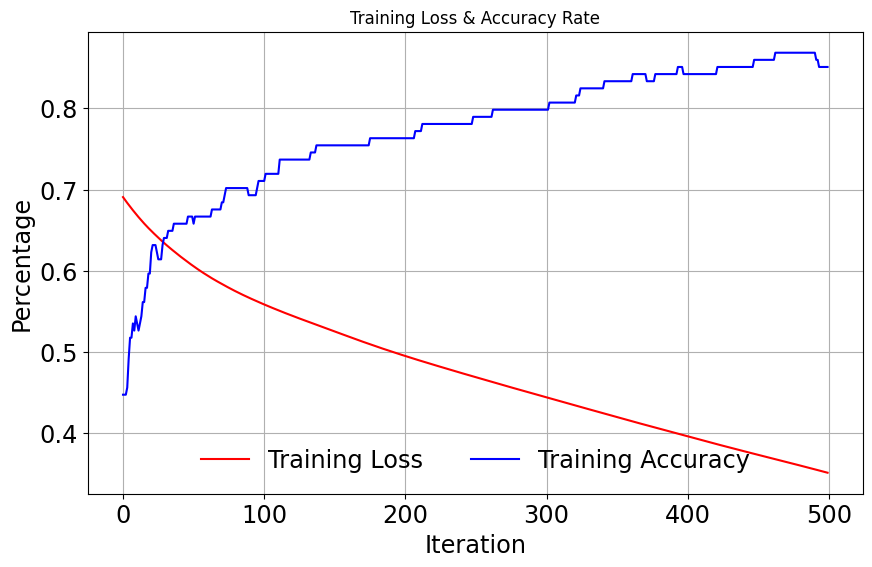 Training Loss & Accuracy Rate
Percentage
0.8
0.7
0.6
0.5
0.4
Training Loss
Training Accuracy
0
100
200
300
400
500
Iteration